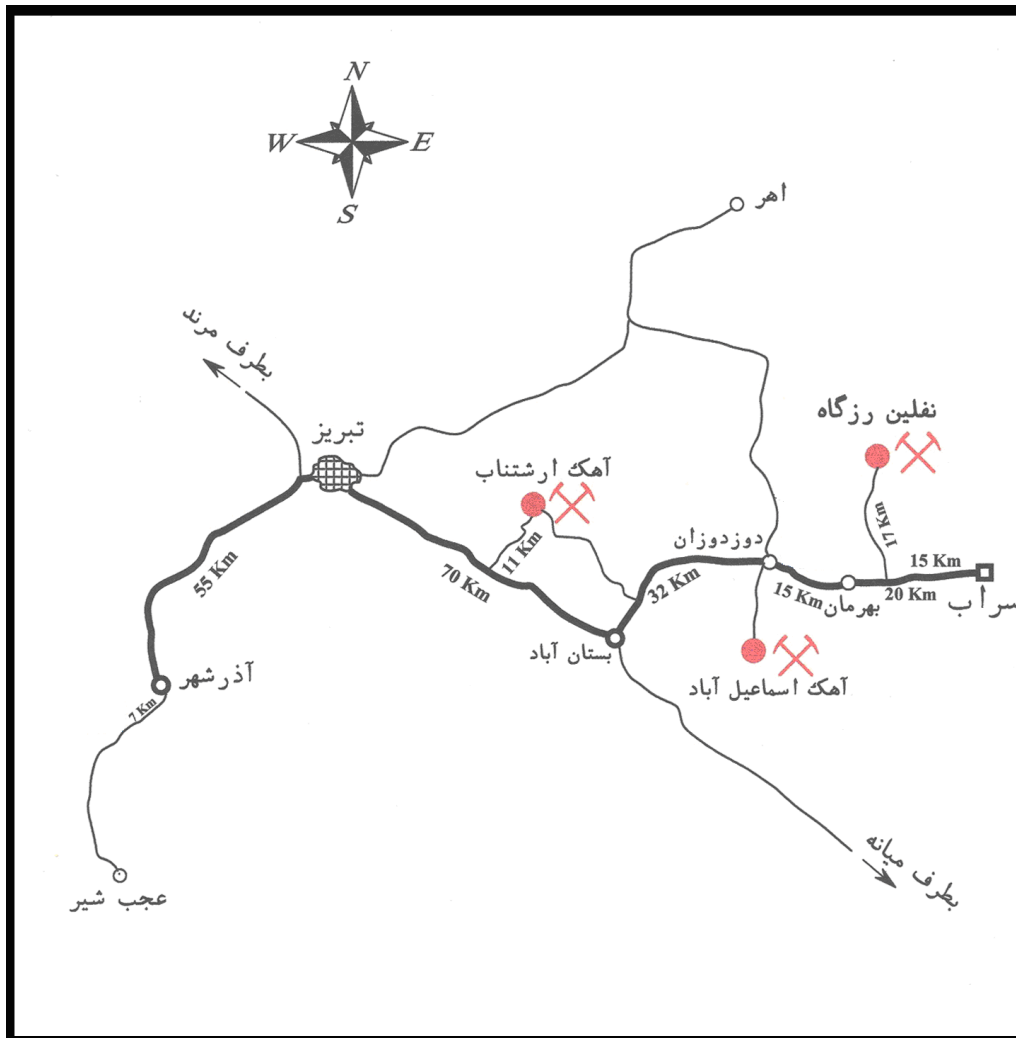 N
W
E
S
اهر
بطرف مرند
نفلین رزگاه
تبریز
آهک ارشتناب
17 Km
11 Km
دوزدوزان
55 Km
70 Km
32 Km
15 Km
15 Km
20 Km
بهرمان
سراب
بستان آباد
آذرشهر
آهک اسماعیل آباد
7 Km
بطرف میانه
عجب شیر